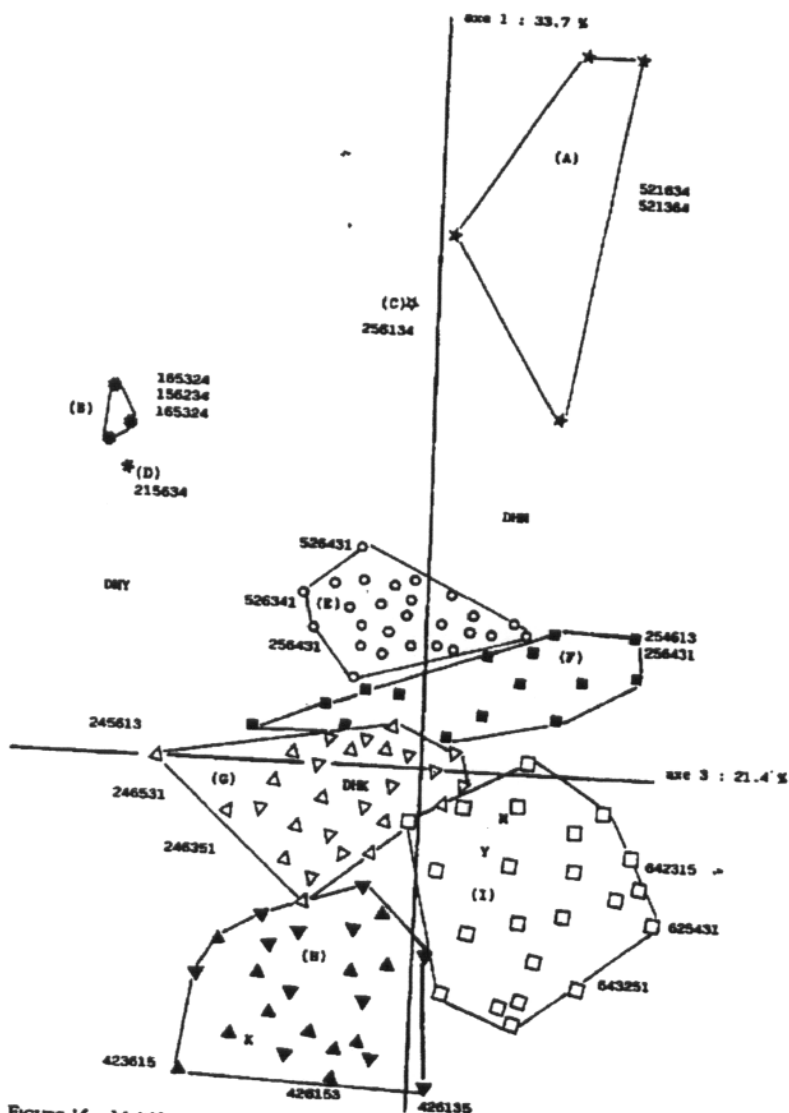 axe 1 : 33.7 %
(A)
521634
521364
(C)
256134
165324
(B)
156234
165324
(D)
215634
DHN
526431
DHY
526341
(E)
256431
254613
(F)
256431
245613
(G)
axe 3 : 21.4 %
246531
DHK
N
246351
Y
642315
(I)
625431
(H)
643251
K
423615
426153
426135